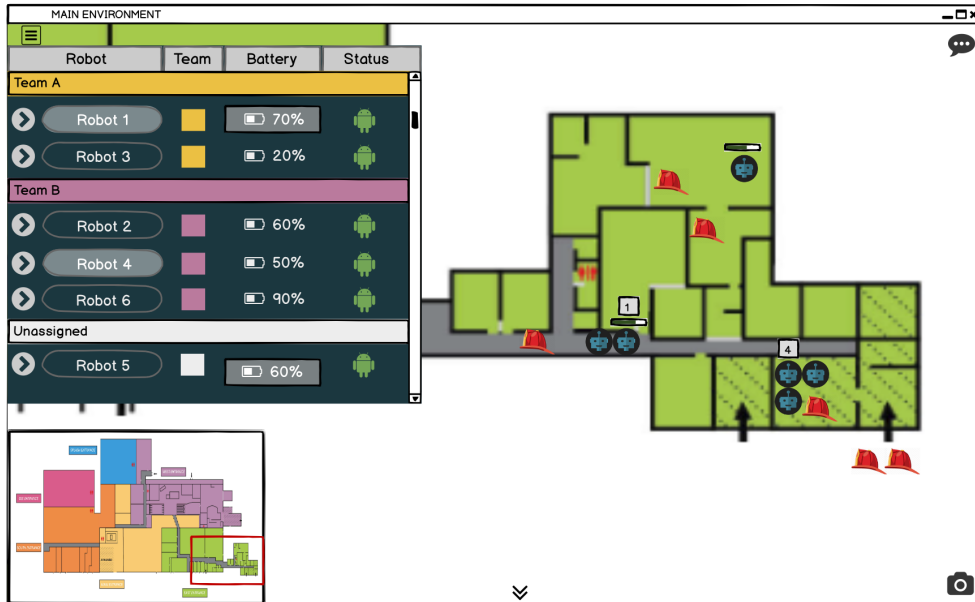 MAIN ENVIRONMENT
Robot Team Battery Status
Team A
Robot 1 70%
Robot 3 20%
Team B
Robot 2 60%
Robot 4 50%
Robot 6 90%
Unassigned
Robot 5 60%
1
4